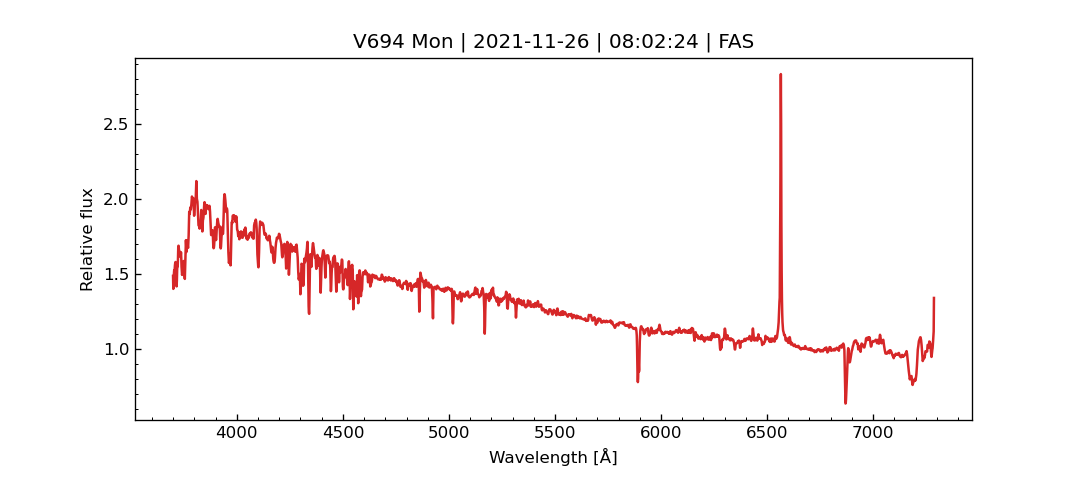 V694 Mon | 2021-11-26 | 08:02:24 | FAS
Relative flux
2.5
2.0
1.5
1.0
4000 4500 5000 5500 6000 6500 7000
Wavelength [Å]